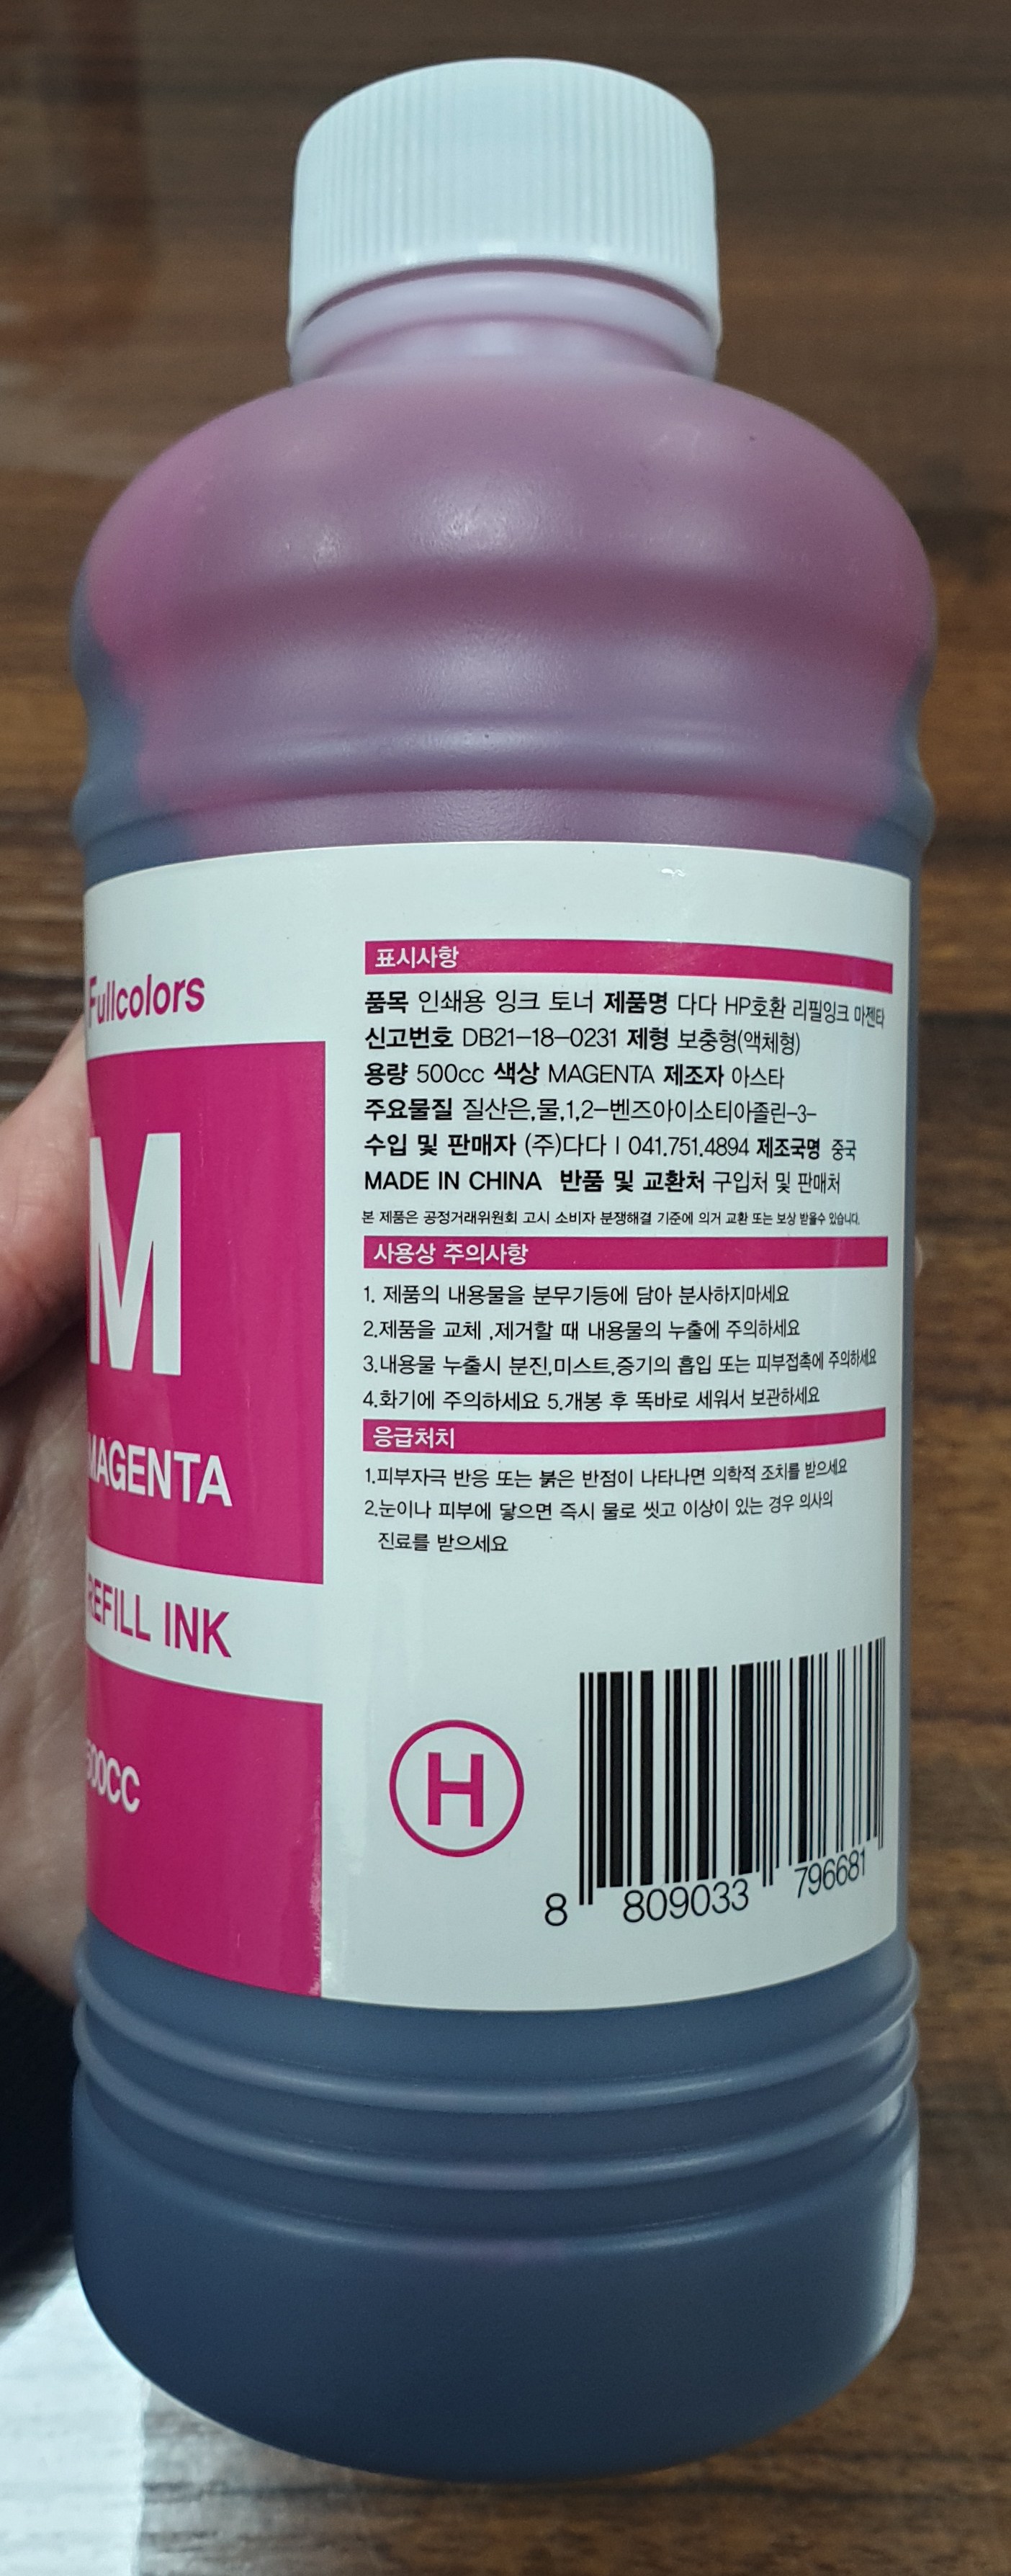 Fullcolors
M
MAGENTA
REFILL INK
500CC
표시사항
품목 인쇄용 잉크 토너 제품명 다다 HP호환 리필잉크 마젠타
신고번호 DB21-18-0231 제형 보충형(액체형)
용량 500cc 색상 MAGENTA 제조자 아스타
주요물질 질산은,물,1,2-벤즈아이소티아졸린-3-
수입 및 판매자 (주)다다 | 041.751.4894 제조국명 중국
MADE IN CHINA 반품 및 교환처 구입처 및 판매처
본 제품은 공정거래위원회 고시 소비자 분쟁해결 기준에 의거 교환 또는 보상 받을수 있습니다.
사용상 주의사항
1. 제품의 내용물을 분무기등에 담아 분사하지마세요
2.제품을 교체 ,제거할 때 내용물의 누출에 주의하세요
3.내용물 누출시 분진,미스트,증기의 흡입 또는 피부접촉에 주의하세요
4.화기에 주의하세요 5.개봉 후 똑바로 세워서 보관하세요
응급처치
1.피부자극 반응 또는 붉은 반점이 나타나면 의학적 조치를 받으세요
2.눈이나 피부에 닿으면 즉시 물로 씻고 이상이 있는 경우 의사의
진료를 받으세요
H
8 809033 796681